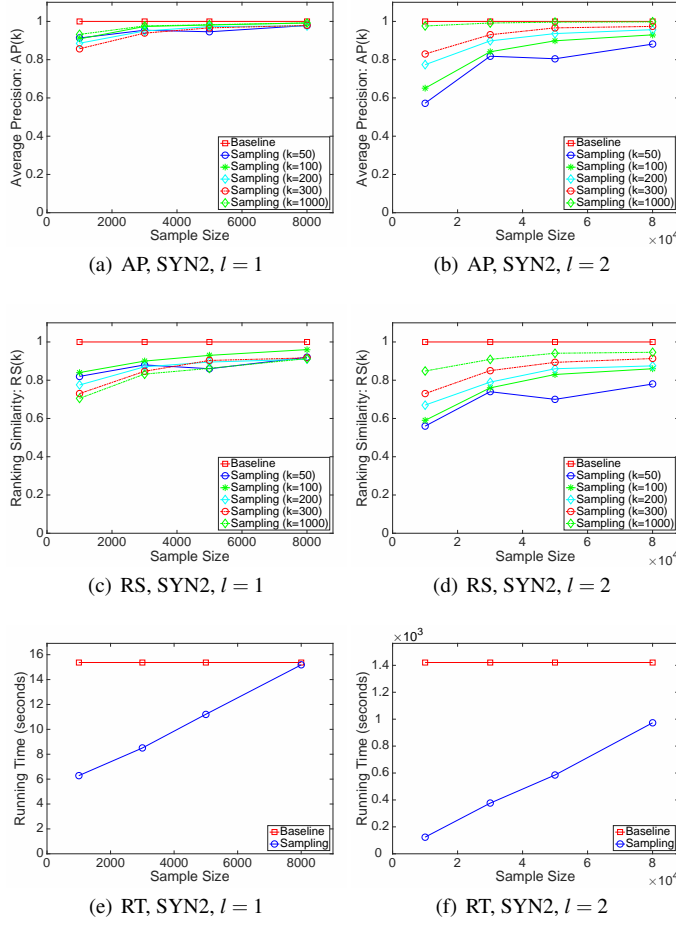 1
0.8
0.6
0.4
0.2
0
Average Precision: AP(k)
Baseline
Sampling (k=50)
Sampling (k=100)
Sampling (k=200)
Sampling (k=300)
Sampling (k=1000)
0 2000 4000 6000 8000
Sample Size
(a) AP, SYN2, l = 1
1
0.8
0.6
0.4
0.2
0
Average Precision: AP(k)
Baseline
Sampling (k=50)
Sampling (k=100)
Sampling (k=200)
Sampling (k=300)
Sampling (k=1000)
0 2 4 6 8
Sample Size ×10⁴
(b) AP, SYN2, l = 2
1
0.8
0.6
0.4
0.2
0
Ranking Similarity: RS(k)
Baseline
Sampling (k=50)
Sampling (k=100)
Sampling (k=200)
Sampling (k=300)
Sampling (k=1000)
0 2000 4000 6000 8000
Sample Size
(c) RS, SYN2, l = 1
1
0.8
0.6
0.4
0.2
0
Ranking Similarity: RS(k)
Baseline
Sampling (k=50)
Sampling (k=100)
Sampling (k=200)
Sampling (k=300)
Sampling (k=1000)
0 2 4 6 8
Sample Size ×10⁴
(d) RS, SYN2, l = 2
16
14
12
10
8
6
4
2
0
Running Time (seconds)
Baseline
Sampling
0 2000 4000 6000 8000
Sample Size
(e) RT, SYN2, l = 1
×10³
1.4
1.2
1
0.8
0.6
0.4
0.2
0
Running Time (seconds)
Baseline
Sampling
0 2 4 6 8
Sample Size ×10⁴
(f) RT, SYN2, l = 2